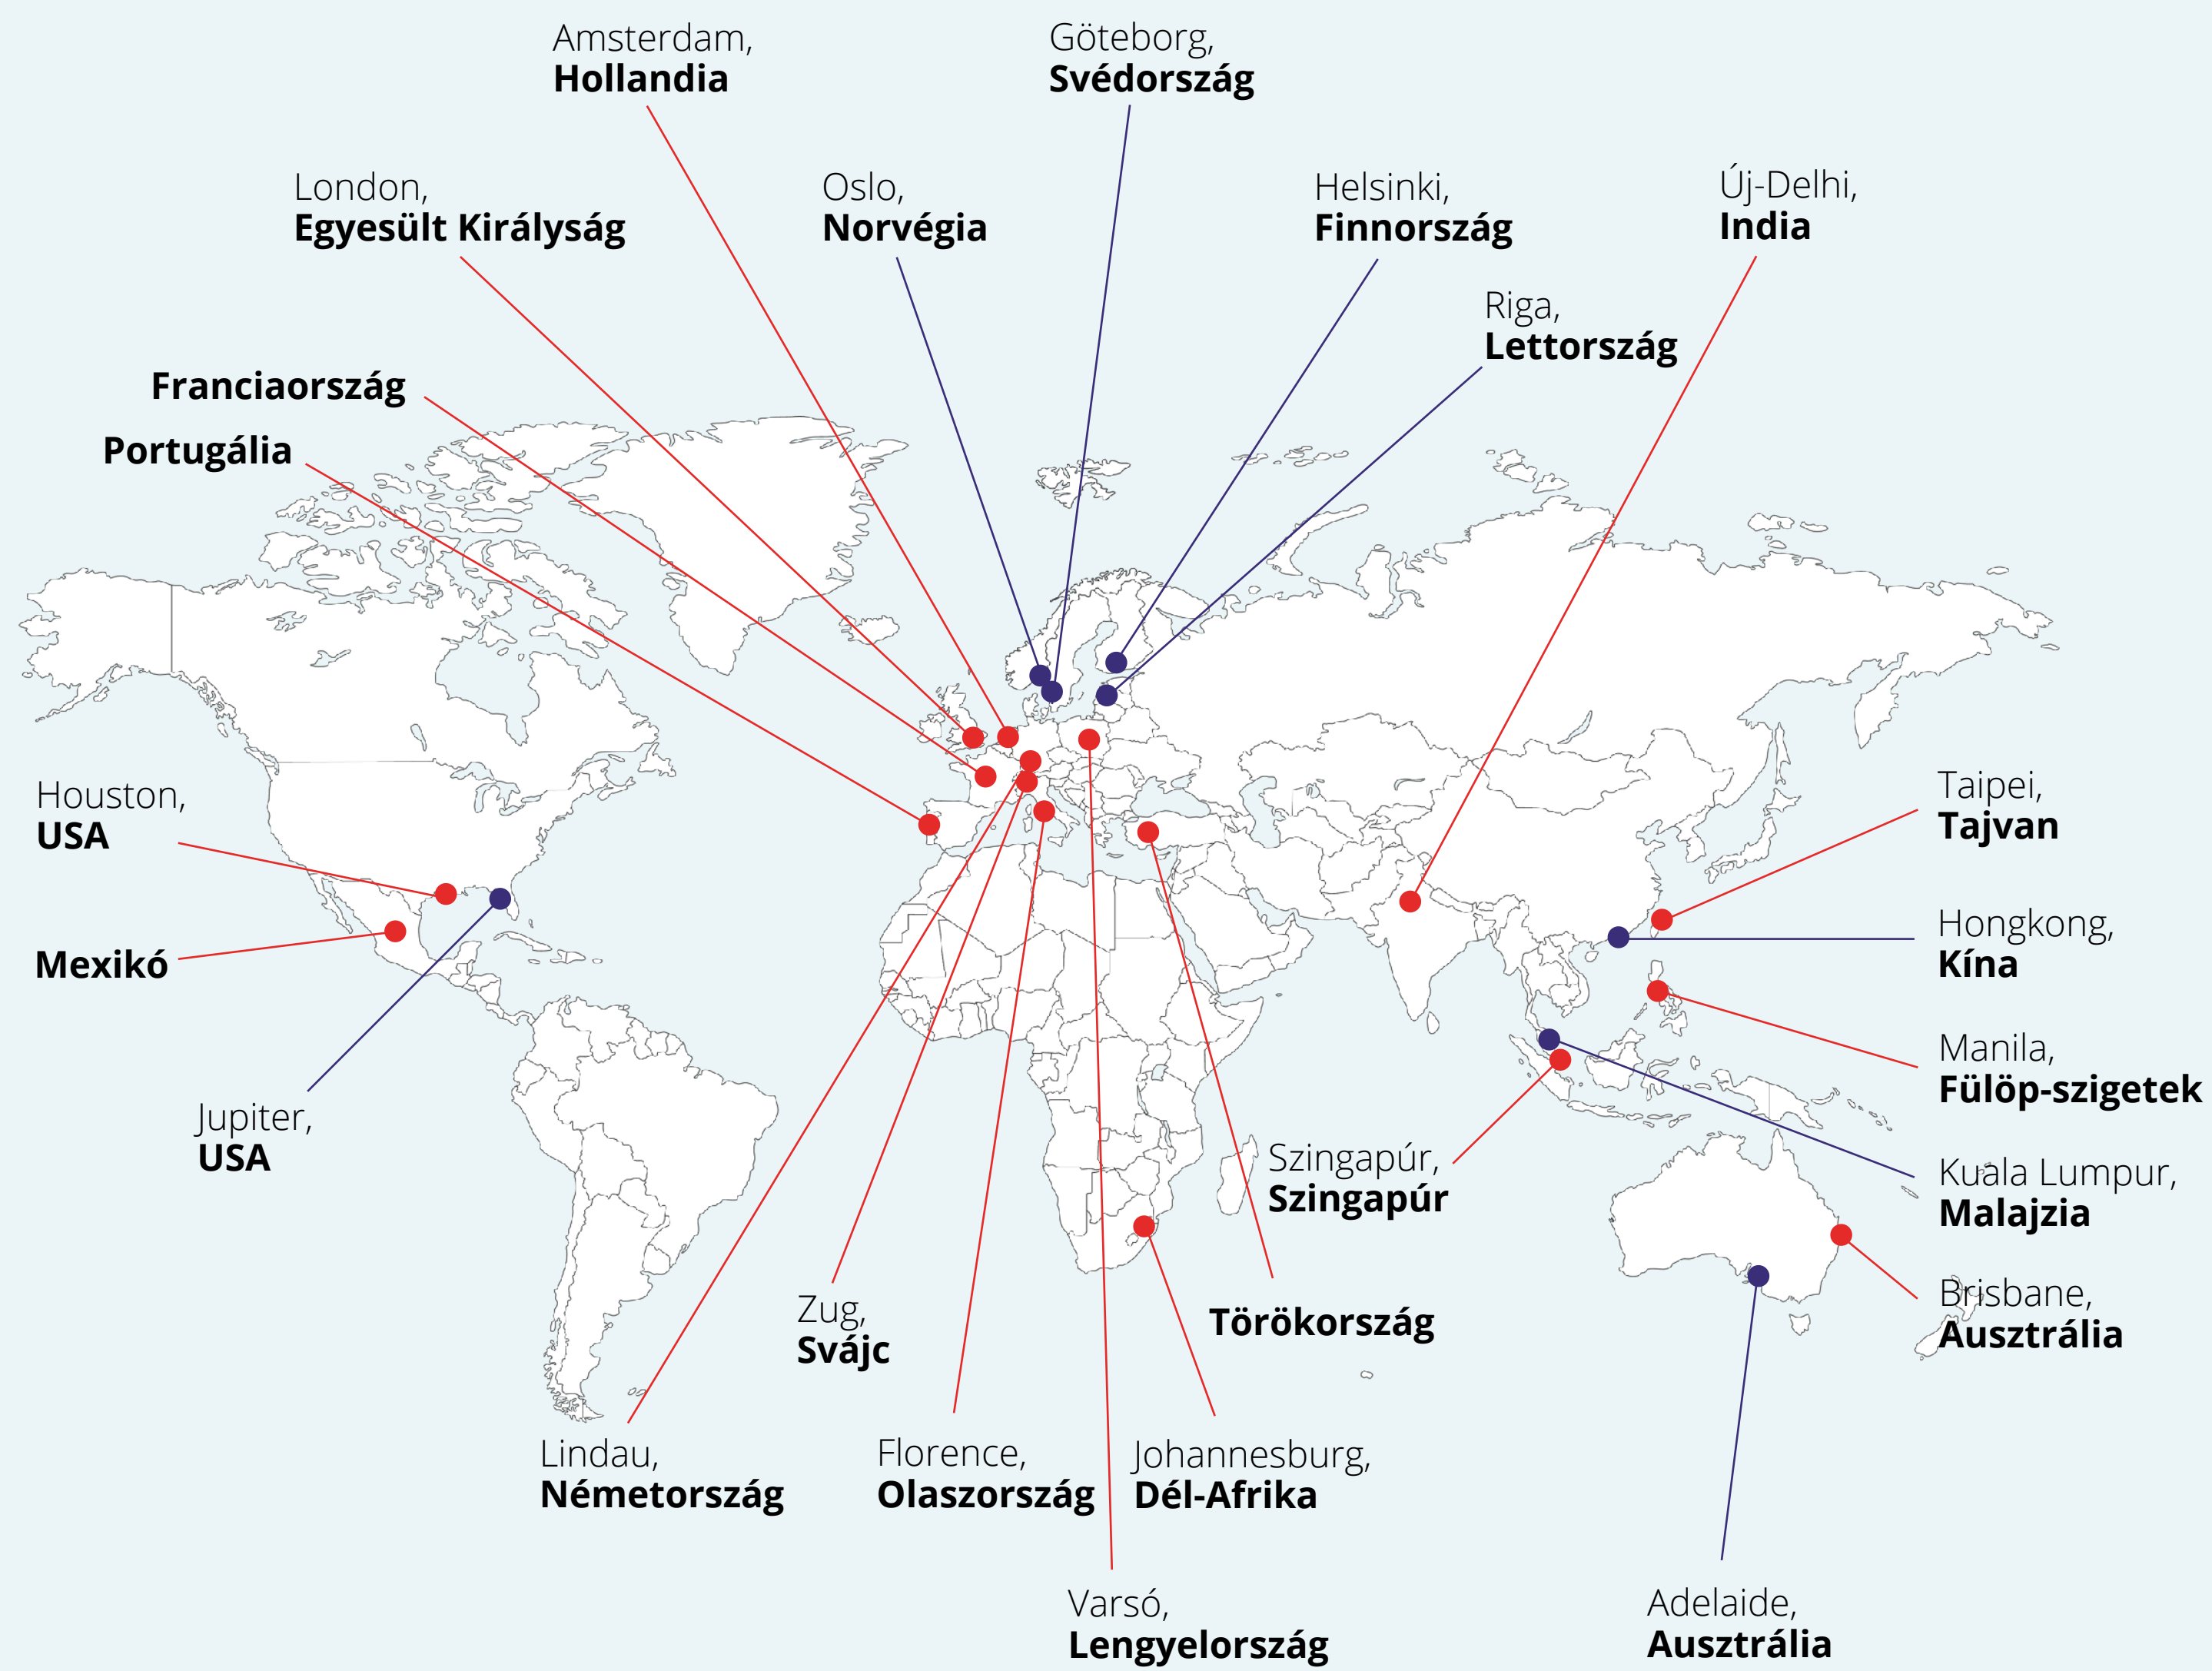 Amsterdam,
Hollandia
Göteborg,
Svédország
London,
Egyesült Királyság
Oslo,
Norvégia
Helsinki,
Finnország
Új-Delhi,
India
Riga,
Lettország
Franciaország
Portugália
Houston,
USA
Mexikó
Jupiter,
USA
Taipei,
Tajvan
Hongkong,
Kína
Manila,
Fülöp-szigetek
Kuala Lumpur,
Malajzia
Szingapúr,
Szingapúr
Brisbane,
Ausztrália
Zug,
Svájc
Törökország
Lindau,
Németország
Florence,
Olaszország
Johannesburg,
Dél-Afrika
Varsó,
Lengyelország
Adelaide,
Ausztrália